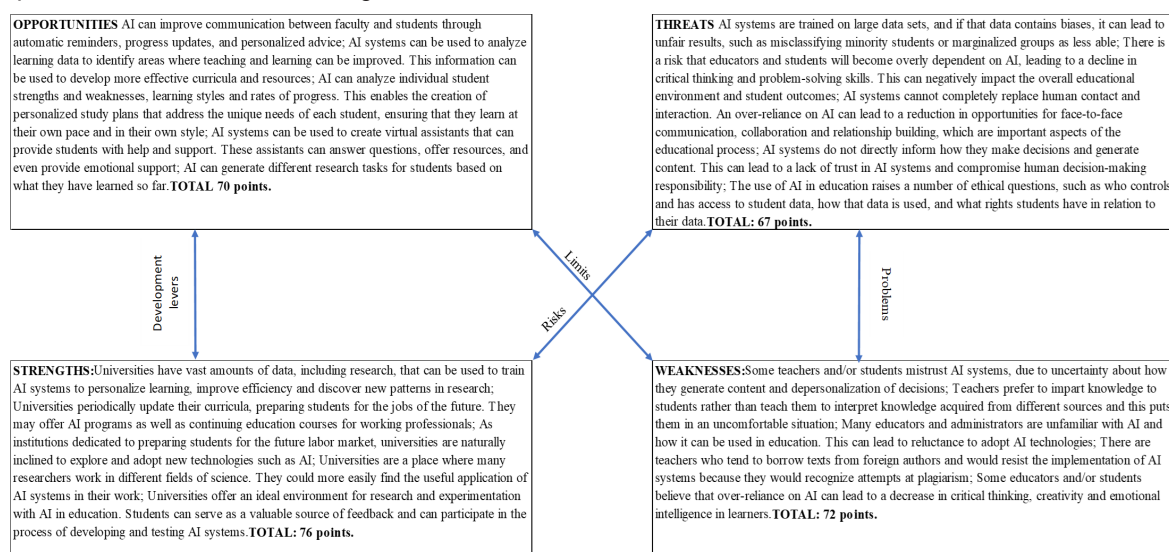 OPPORTUNITIES AI can improve communication between faculty and students through
automatic reminders, progress updates, and personalized advice; AI systems can be used to analyze
learning data to identify areas where teaching and learning can be improved. This information can
be used to develop more effective curricula and resources; AI can analyze individual student
strengths and weaknesses, learning styles and rates of progress. This enables the creation of
personalized study plans that address the unique needs of each student, ensuring that they learn at
their own pace and in their own style; AI systems can be used to create virtual assistants that can
provide students with help and support. These assistants can answer questions, offer resources, and
even provide emotional support; AI can generate different research tasks for students based on
what they have learned so far.TOTAL 70 points.
THREATS AI systems are trained on large data sets, and if that data contains biases, it can lead to
unfair results, such as misclassifying minority students or marginalized groups as less able; There is
a risk that educators and students will become overly dependent on AI, leading to a decline in
critical thinking and problem-solving skills. This can negatively impact the overall educational
environment and student outcomes; AI systems cannot completely replace human contact and
interaction. An over-reliance on AI can lead to a reduction in opportunities for face-to-face
communication, collaboration and relationship building, which are important aspects of the
educational process; AI systems do not directly inform how they make decisions and generate
content. This can lead to a lack of trust in AI systems and compromise human decision-making
responsibility; The use of AI in education raises a number of ethical questions, such as who controls
and has access to student data, how that data is used, and what rights students have in relation to
their data.TOTAL: 67 points.
Development
levers
Limits
Risks
Problems
STRENGTHS:Universities have vast amounts of data, including research, that can be used to train
AI systems to personalize learning, improve efficiency and discover new patterns in research;
Universities periodically update their curricula, preparing students for the jobs of the future. They
may offer AI programs as well as continuing education courses for working professionals; As
institutions dedicated to preparing students for the future labor market, universities are naturally
inclined to explore and adopt new technologies such as AI; Universities are a place where many
researchers work in different fields of science. They could more easily find the useful application of
AI systems in their work; Universities offer an ideal environment for research and experimentation
with AI in education. Students can serve as a valuable source of feedback and can participate in the
process of developing and testing AI systems.TOTAL: 76 points.
WEAKNESSES:Some teachers and/or students mistrust AI systems, due to uncertainty about how
they generate content and depersonalization of decisions; Teachers prefer to impart knowledge to
students rather than teach them to interpret knowledge acquired from different sources and this puts
them in an uncomfortable situation; Many educators and administrators are unfamiliar with AI and
how it can be used in education. This can lead to reluctance to adopt AI technologies; There are
teachers who tend to borrow texts from foreign authors and would resist the implementation of AI
systems because they would recognize attempts at plagiarism; Some educators and/or students
believe that over-reliance on AI can lead to a decrease in critical thinking, creativity and emotional
intelligence in learners.TOTAL: 72 points.